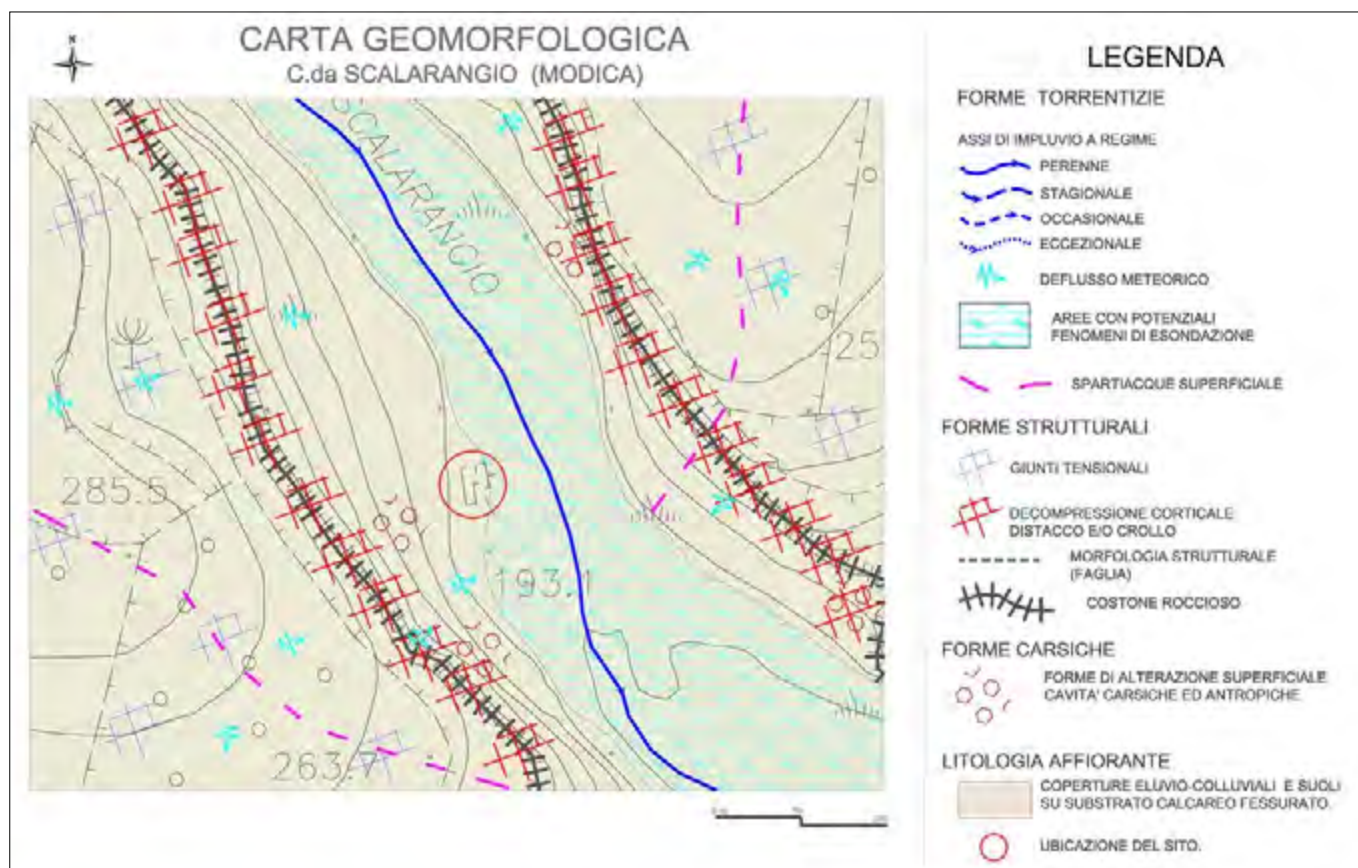 N
CARTA GEOMORFOLOGICA
C.da SCALARANGIO (MODICA)
SCALARANGIO
25
285.5
193.1
263.7
LEGENDA
FORME TORRENTIZIE
ASSI DI IMPLUVIO A REGIME
PERENNE
STAGIONALE
OCCASIONALE
ECCEZIONALE
DEFLUSSO METEORICO
AREE CON POTENZIALI
FENOMENI DI ESONDAZIONE
SPARTIACQUE SUPERFICIALE
FORME STRUTTURALI
GIUNTI TENSIONALI
DECOMPRESSIONE CORTICALE
DISTACCO E/O CROLLO
MORFOLOGIA STRUTTURALE
(FAGLIA)
COSTONE ROCCIOSO
FORME CARSICHE
FORME DI ALTERAZIONE SUPERFICIALE
CAVITA' CARSICHE ED ANTROPICHE.
LITOLOGIA AFFIORANTE
COPERTURE ELUVIO-COLLUVIALI E SUOLI
SU SUBSTRATO CALCAREO FESSURATO.
UBICAZIONE DEL SITO.